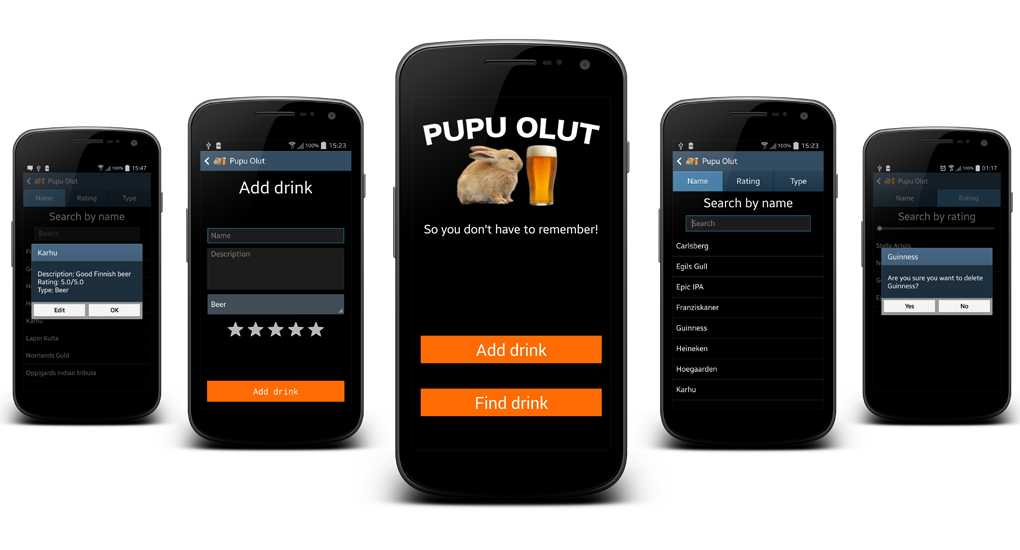 15:47
100%
Pupu Olut
Name Rating Type
Search by name
Search
Karhu
Description: Good Finnish beer
Rating: 5.0/5.0
Type: Beer
Edit OK
Karhu
Lapin Kulta
Norrlands Guld
Oppigards Indian tribute
100% 15:23
Pupu Olut
Add drink
Name
Description
Beer
Add drink
PUPU OLUT
So you don't have to remember!
Add drink
Find drink
100% 15:23
Pupu Olut
Name Rating Type
Search by name
Search
Carlsberg
Egils Gull
Epic IPA
Franziskaner
Guinness
Heineken
Hoegaarden
Karhu
100% 01:17
Pupu Olut
Name Rating
Search by rating
Stella Artois
Guinness
Are you sure you want to delete
Guinness?
Yes No